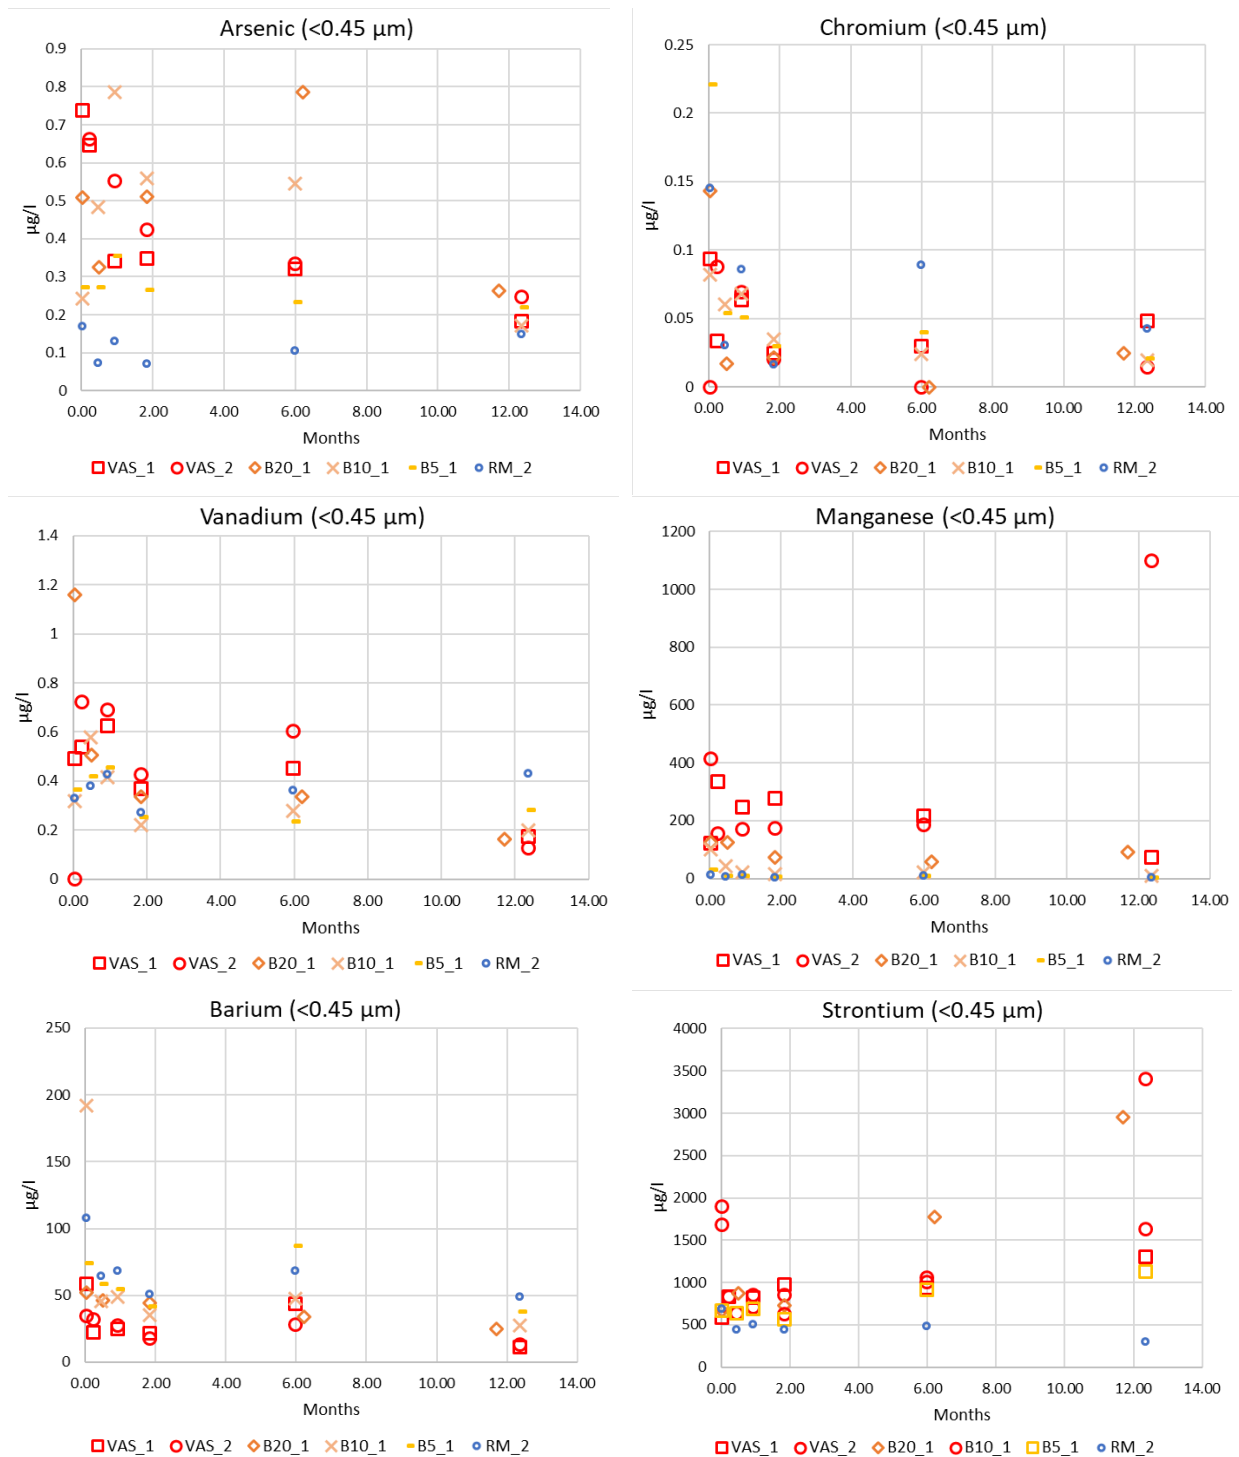 Arsenic (<0.45 µm)
0.9
0.8
0.7
0.6
0.5
0.4
0.3
0.2
0.1
0
µg/l
0.00 2.00 4.00 6.00 8.00 10.00 12.00 14.00
Months
VAS_1 VAS_2 B20_1 B10_1 B5_1 RM_2
Chromium (<0.45 µm)
0.25
0.2
0.15
0.1
0.05
0
µg/l
0.00 2.00 4.00 6.00 8.00 10.00 12.00 14.00
Months
VAS_1 VAS_2 B20_1 B10_1 B5_1 RM_2
Vanadium (<0.45 µm)
1.4
1.2
1
0.8
0.6
0.4
0.2
0
µg/l
0.00 2.00 4.00 6.00 8.00 10.00 12.00 14.00
Months
VAS_1 VAS_2 B20_1 B10_1 B5_1 RM_2
Manganese (<0.45 µm)
1200
1000
800
600
400
200
0
µg/l
0.00 2.00 4.00 6.00 8.00 10.00 12.00 14.00
Months
VAS_1 VAS_2 B20_1 B10_1 B5_1 RM_2
Barium (<0.45 µm)
250
200
150
100
50
0
µg/l
0.00 2.00 4.00 6.00 8.00 10.00 12.00 14.00
Months
VAS_1 VAS_2 B20_1 B10_1 B5_1 RM_2
Strontium (<0.45 µm)
4000
3500
3000
2500
2000
1500
1000
500
0
µg/l
0.00 2.00 4.00 6.00 8.00 10.00 12.00 14.00
Months
VAS_1 VAS_2 B20_1 B10_1 B5_1 RM_2